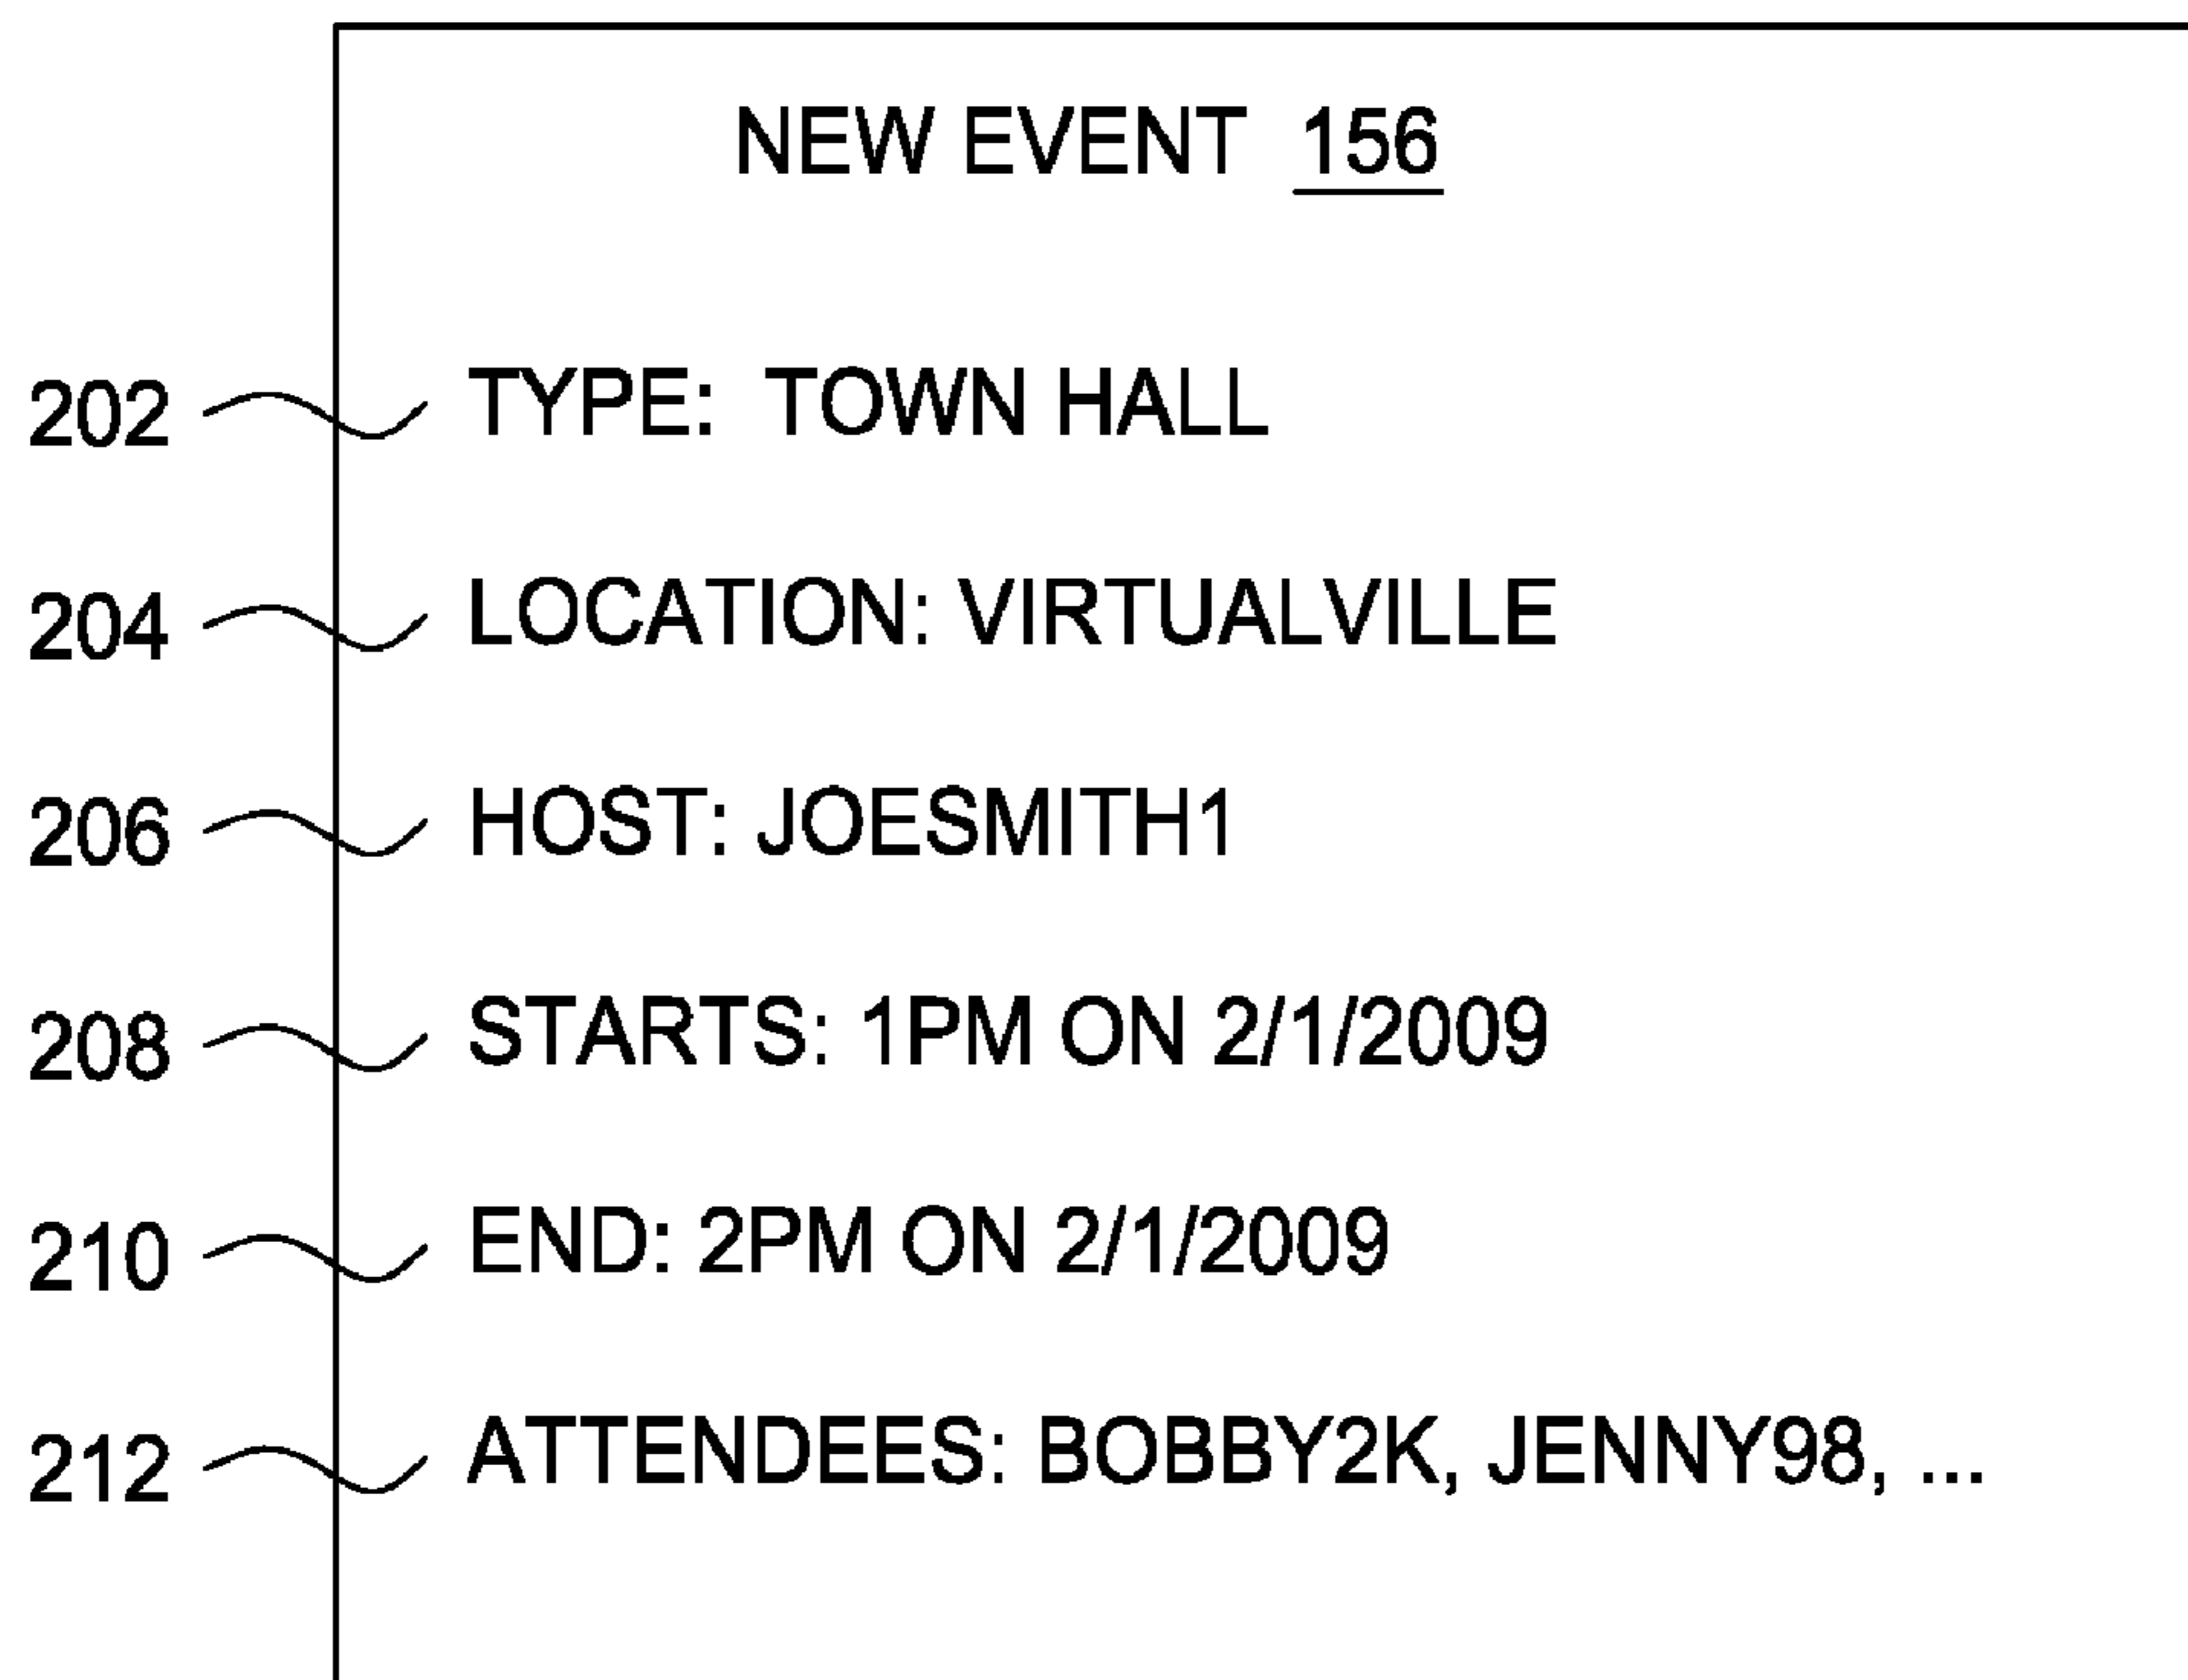 NEW EVENT 156
202 TYPE: TOWN HALL
204 LOCATION: VIRTUALVILLE
206 HOST: JOESMITH1
208 STARTS: 1PM ON 2/1/2009
210 END: 2PM ON 2/1/2009
212 ATTENDEES: BOBBY2K, JENNY98, ...